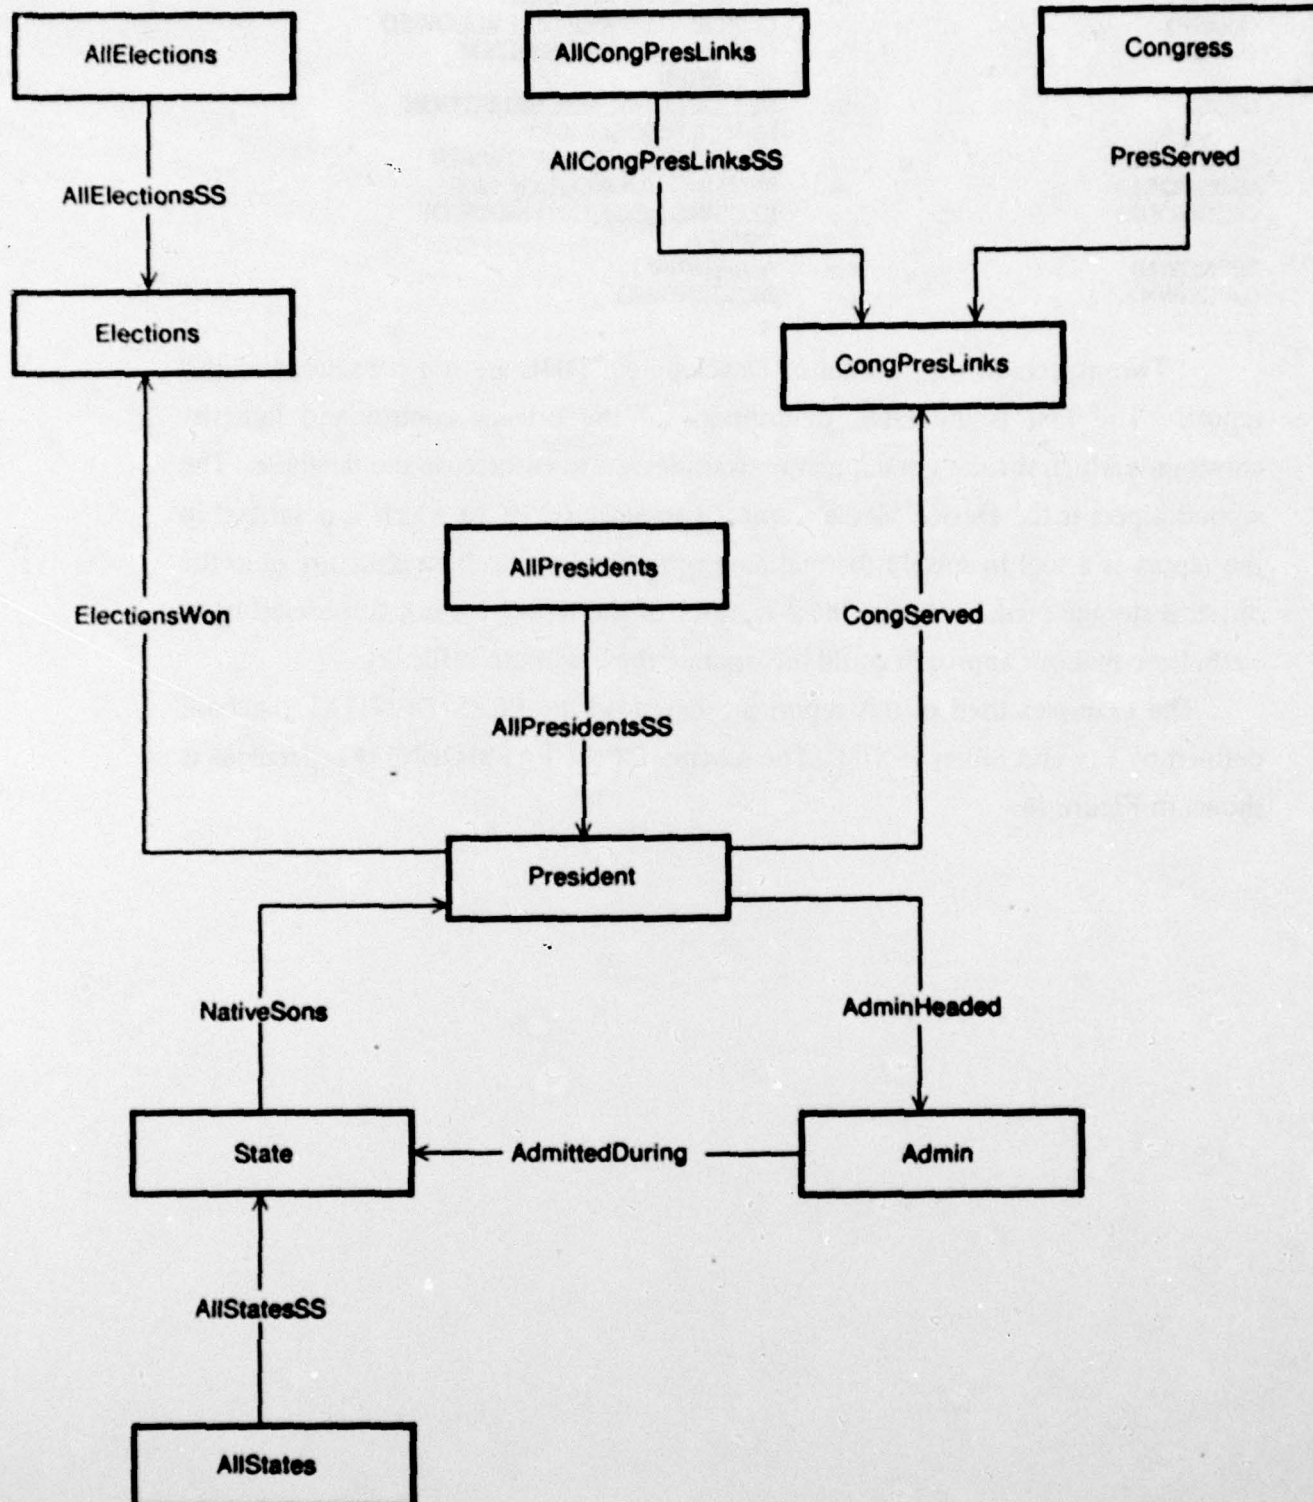 AllElections
AllCongPresLinks
Congress
AllElectionsSS
AllCongPresLinksSS
PresServed
Elections
CongPresLinks
AllPresidents
ElectionsWon
CongServed
AllPresidentsSS
President
NativeSons
AdminHeaded
State
AdmittedDuring
Admin
AllStatesSS
AllStates